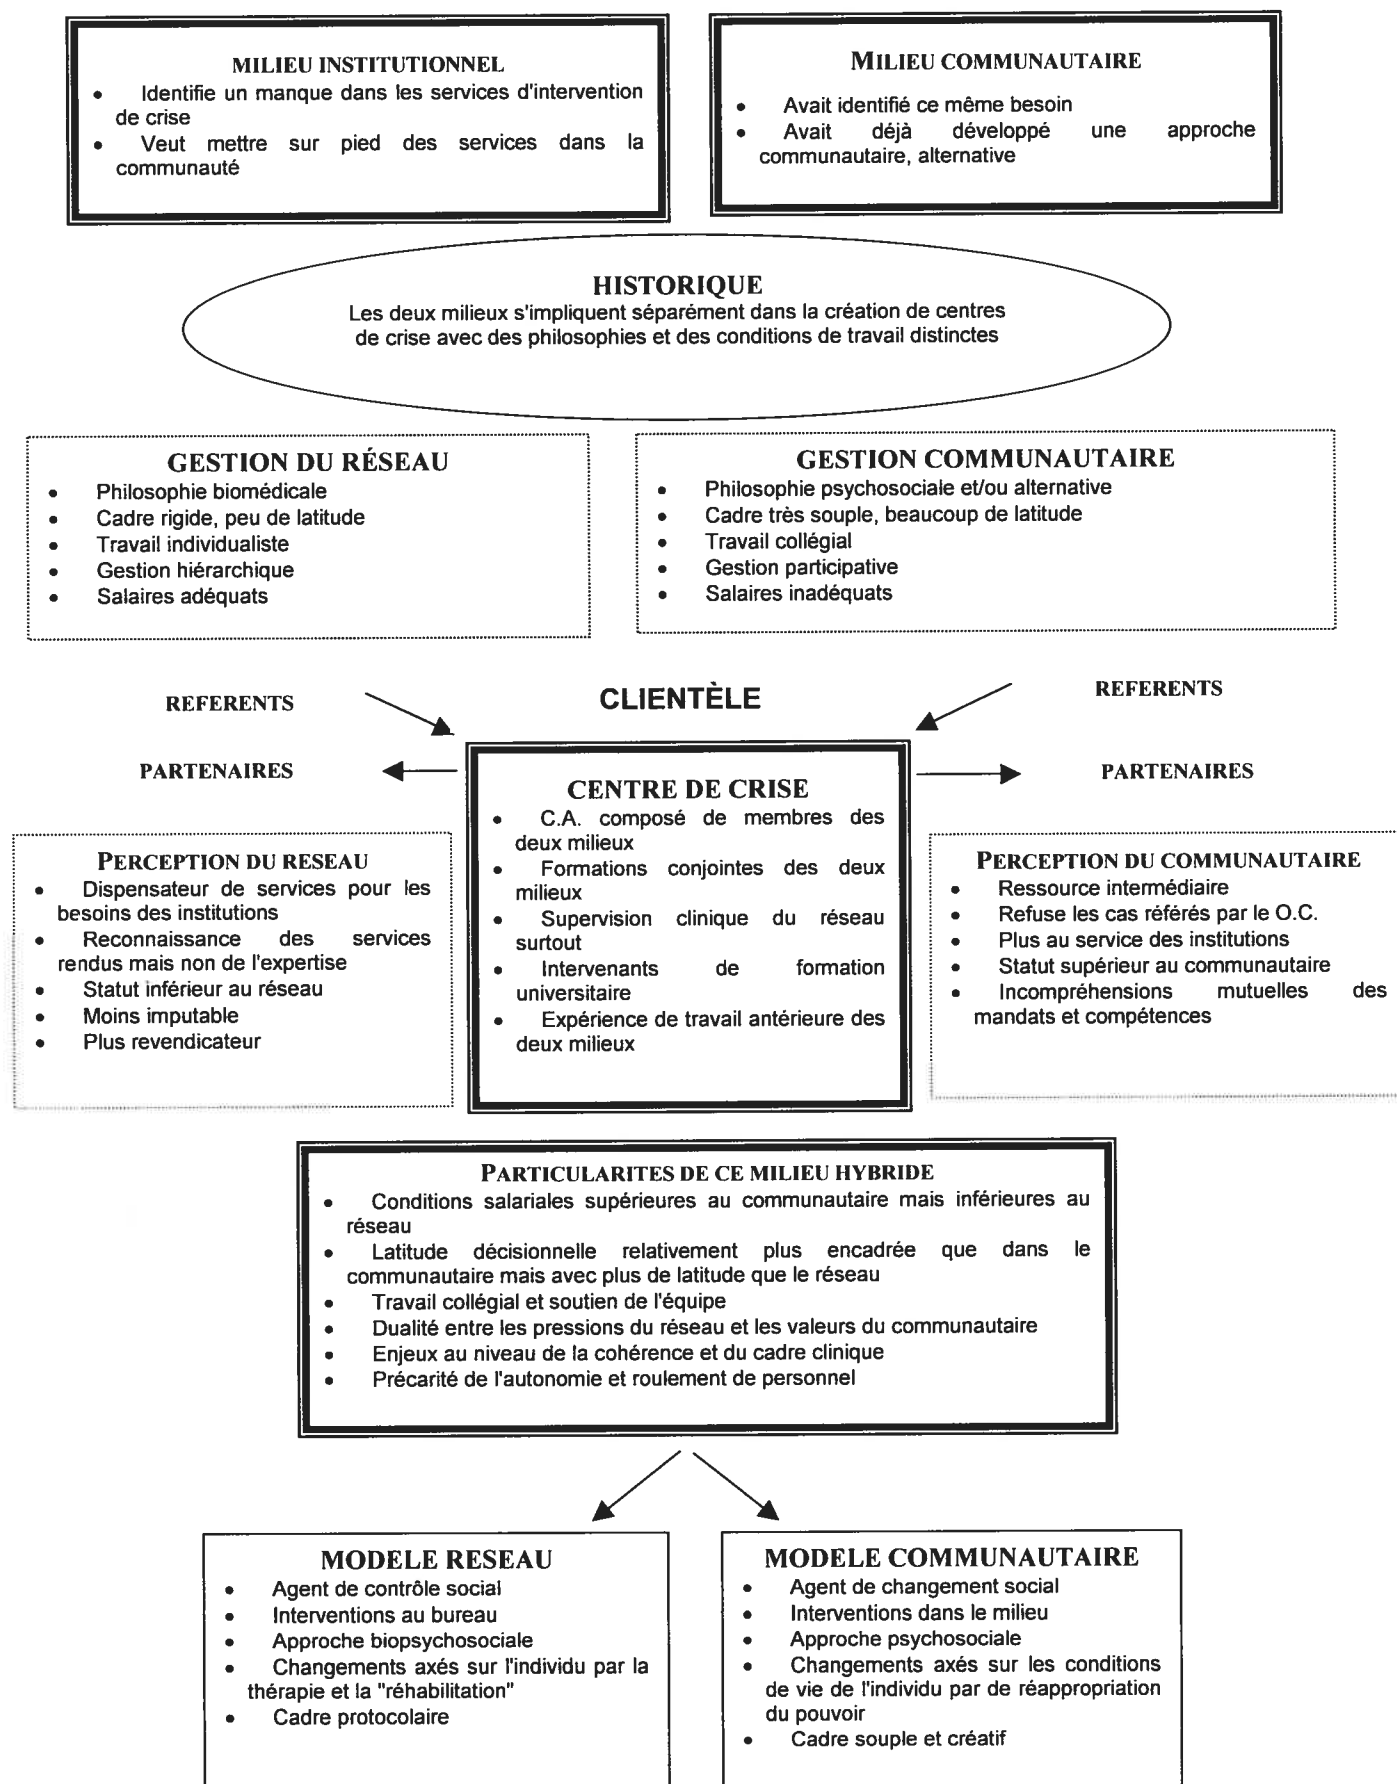 MILIEU INSTITUTIONNEL
• Identifie un manque dans les services d'intervention
de crise
• Veut mettre sur pied des services dans la
communauté
MILIEU COMMUNAUTAIRE
• Avait identifié ce même besoin
• Avait déjà développé une approche
communautaire, alternative
HISTORIQUE
Les deux milieux s'impliquent séparément dans la création de centres
de crise avec des philosophies et des conditions de travail distinctes
GESTION DU RÉSEAU
• Philosophie biomédicale
• Cadre rigide, peu de latitude
• Travail individualiste
• Gestion hiérarchique
• Salaires adéquats
GESTION COMMUNAUTAIRE
• Philosophie psychosociale et/ou alternative
• Cadre très souple, beaucoup de latitude
• Travail collégial
• Gestion participative
• Salaires inadéquats
REFERENTS
CLIENTÈLE
REFERENTS
PARTENAIRES
PARTENAIRES
PERCEPTION DU RESEAU
• Dispensateur de services pour les
besoins des institutions
• Reconnaissance des services
rendus mais non de l'expertise
• Statut inférieur au réseau
• Moins imputable
• Plus revendicateur
CENTRE DE CRISE
• C.A. composé de membres des
deux milieux
• Formations conjointes des deux
milieux
• Supervision clinique du réseau
surtout
• Intervenants de formation
universitaire
• Expérience de travail antérieure des
deux milieux
PERCEPTION DU COMMUNAUTAIRE
• Ressource intermédiaire
• Refuse les cas référés par le O.C.
• Plus au service des institutions
• Statut supérieur au communautaire
• Incompréhensions mutuelles des
mandats et compétences
PARTICULARITES DE CE MILIEU HYBRIDE
• Conditions salariales supérieures au communautaire mais inférieures au
réseau
• Latitude décisionnelle relativement plus encadrée que dans le
communautaire mais avec plus de latitude que le réseau
• Travail collégial et soutien de l'équipe
• Dualité entre les pressions du réseau et les valeurs du communautaire
• Enjeux au niveau de la cohérence et du cadre clinique
• Précarité de l'autonomie et roulement de personnel
MODELE RESEAU
• Agent de contrôle social
• Interventions au bureau
• Approche biopsychosociale
• Changements axés sur l'individu par la
thérapie et la "réhabilitation"
• Cadre protocolaire
MODELE COMMUNAUTAIRE
• Agent de changement social
• Interventions dans le milieu
• Approche psychosociale
• Changements axés sur les conditions
de vie de l'individu par de réappropriation
du pouvoir
• Cadre souple et créatif